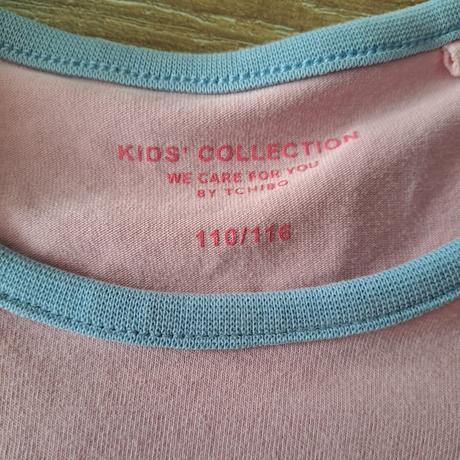 KIDS' COLLECTION
WE CARE FOR YOU
BY TCHIBO
110/116